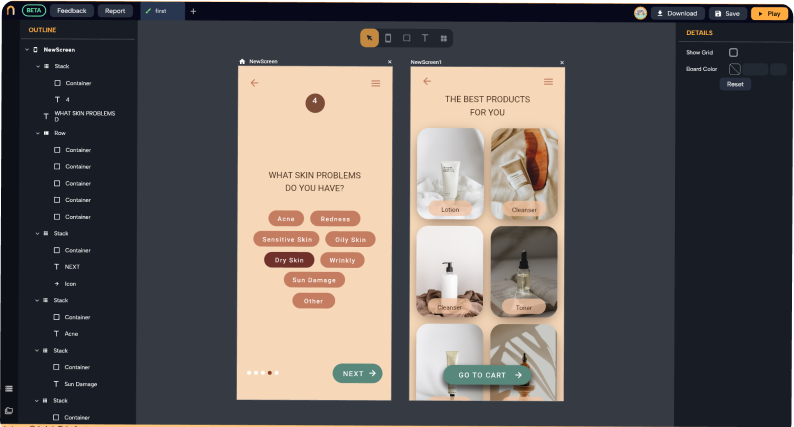 BETA
Feedback
Report
first
+
Download
Save
Play
OUTLINE
NewScreen
Stack
Container
4
WHAT SKIN PROBLEMS
D
Row
Container
Container
Container
Container
Container
Stack
Container
NEXT
Icon
Stack
Container
Acne
Stack
Container
Sun Damage
Stack
Container
NewScreen
4
WHAT SKIN PROBLEMS
DO YOU HAVE?
Acne
Redness
Sensitive Skin
Oily Skin
Dry Skin
Wrinkly
Sun Damage
Other
NEXT
NewScreen1
THE BEST PRODUCTS
FOR YOU
Lotion
Cleanser
Cleanser
Toner
GO TO CART
DETAILS
Show Grid
Board Color
Reset